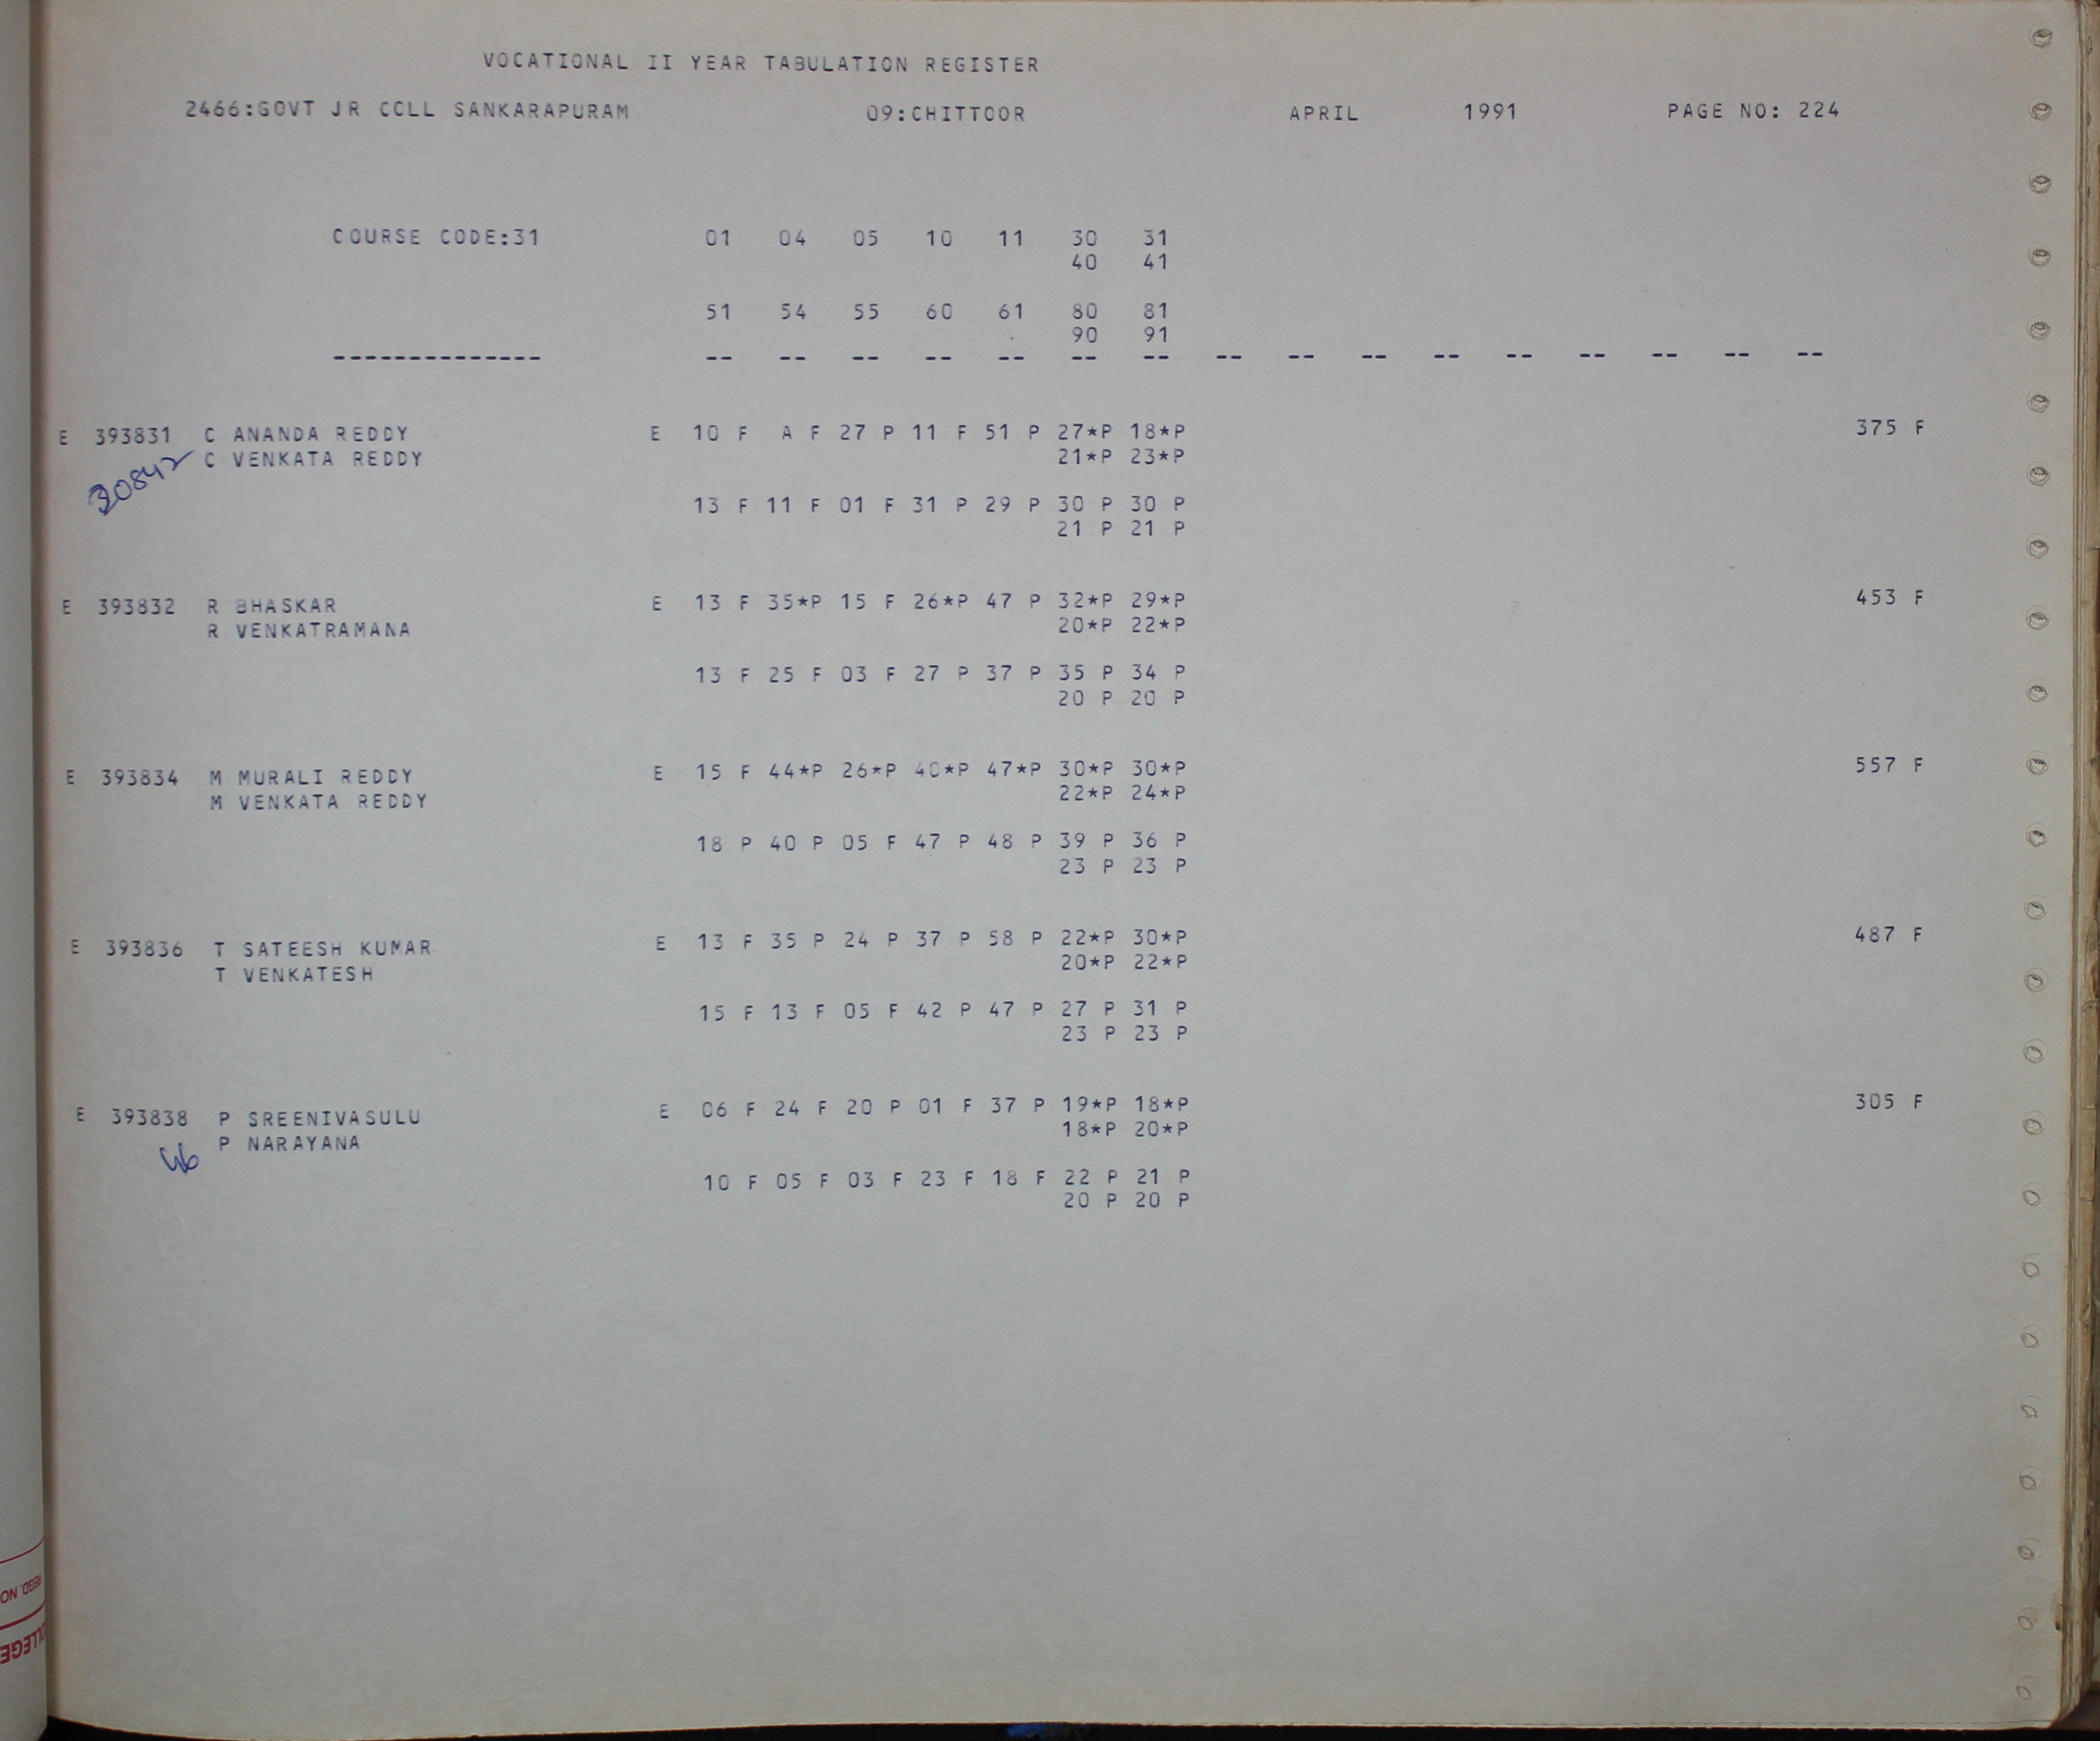 VOCATIONAL II YEAR TABULATION REGISTER
2466:GOVT JR COLL SANKARAPURAM 09:CHITTOOR APRIL 1991 PAGE NO: 224
COURSE CODE:31 01 04 05 10 11 30 31
40 41
51 54 55 60 61 80 81
90 91
-------------- -- -- -- -- -- -- -- -- -- -- -- -- -- -- -- --
E 393831 C ANANDA REDDY E 10 F A F 27 P 11 F 51 P 27*P 18*P 375 F
30842 C VENKATA REDDY 21*P 23*P
13 F 11 F 01 F 31 P 29 P 30 P 30 P
21 P 21 P
E 393832 R BHASKAR E 13 F 35*P 15 F 26*P 47 P 32*P 29*P 453 F
R VENKATRAMANA 20*P 22*P
13 F 25 F 03 F 27 P 37 P 35 P 34 P
20 P 20 P
E 393834 M MURALI REDDY E 15 F 44*P 26*P 40*P 47*P 30*P 30*P 557 F
M VENKATA REDDY 22*P 24*P
18 P 40 P 05 F 47 P 48 P 39 P 36 P
23 P 23 P
E 393836 T SATEESH KUMAR E 13 F 35 P 24 P 37 P 58 P 22*P 30*P 487 F
T VENKATESH 20*P 22*P
15 F 13 F 05 F 42 P 47 P 27 P 31 P
23 P 23 P
E 393838 P SREENIVASULU E 06 F 24 F 20 P 01 F 37 P 19*P 18*P 305 F
P NARAYANA 18*P 20*P
10 F 05 F 03 F 23 F 18 F 22 P 21 P
20 P 20 P
REGD. NO